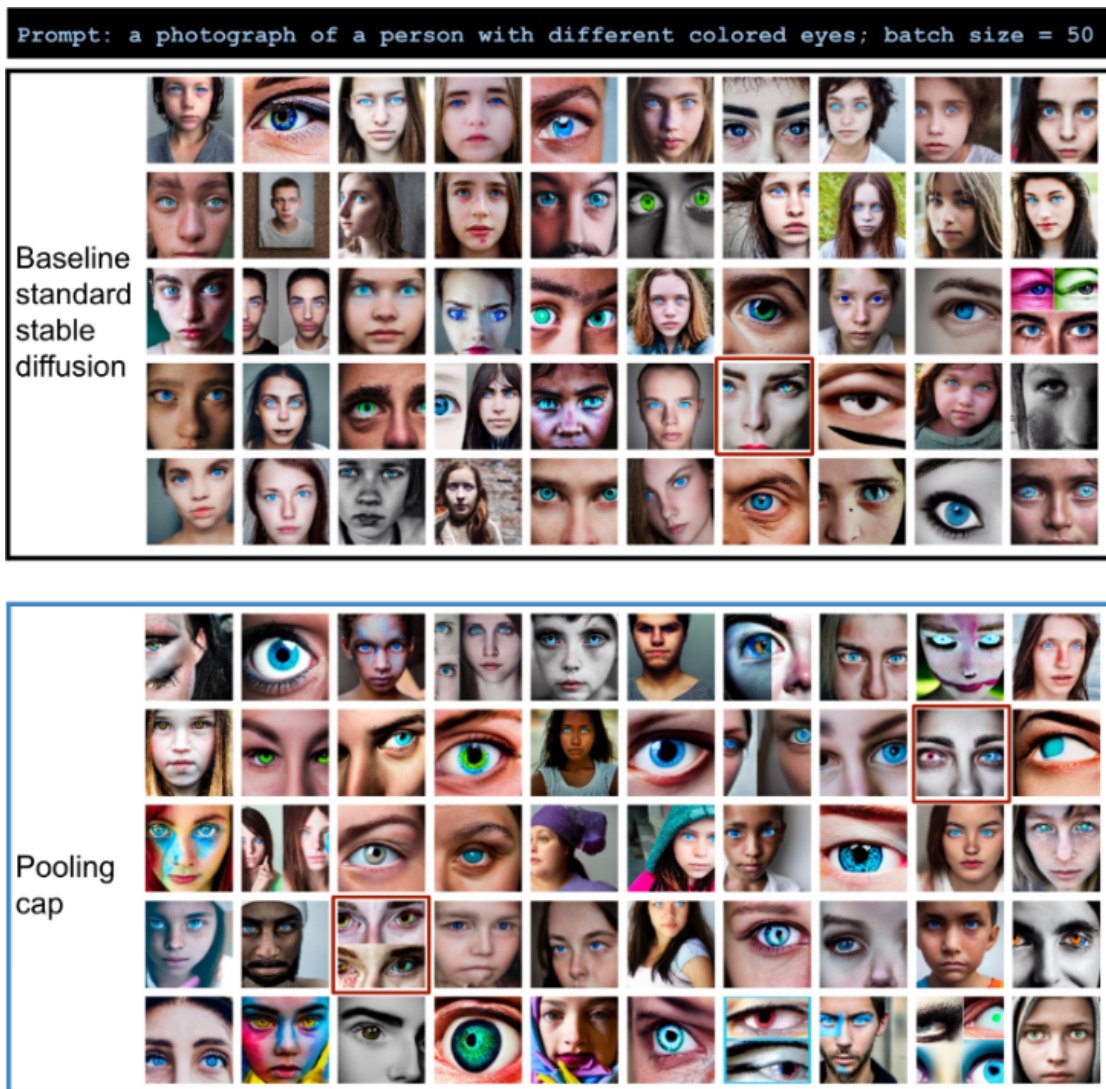 Prompt: a photograph of a person with different colored eyes; batch size = 50
Baseline
standard
stable
diffusion
Pooling
cap